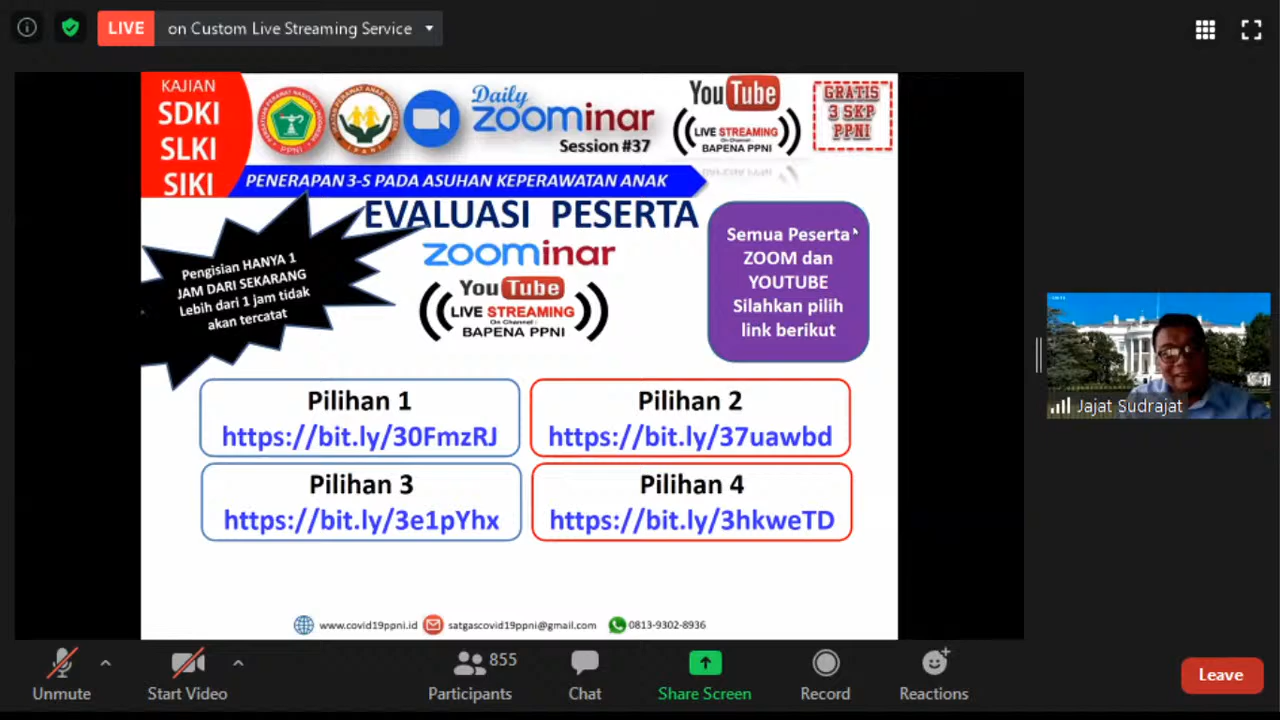 LIVE on Custom Live Streaming Service
KAJIAN
SDKI
SLKI
SIKI
PPNI
Daily
zoominar
Session #37
YouTube
LIVE STREAMING
On Channel :
BAPENA PPNI
GRATIS
3 SKP
PPNI
PENERAPAN 3-S PADA ASUHAN KEPERAWATAN ANAK
EVALUASI PESERTA
zoominar
YouTube
LIVE STREAMING
On Channel :
BAPENA PPNI
Pengisian HANYA 1
JAM DARI SEKARANG
Lebih dari 1 jam tidak
akan tercatat
Semua Peserta
ZOOM dan
YOUTUBE
Silahkan pilih
link berikut
Pilihan 1
https://bit.ly/30FmzRJ
Pilihan 2
https://bit.ly/37uawbd
Pilihan 3
https://bit.ly/3e1pYhx
Pilihan 4
https://bit.ly/3hkweTD
www.covid19ppni.id satgascovid19ppni@gmail.com 0813-9302-8936
Jajat Sudrajat
Unmute
Start Video
855
Participants
Chat
Share Screen
Record
Reactions
Leave